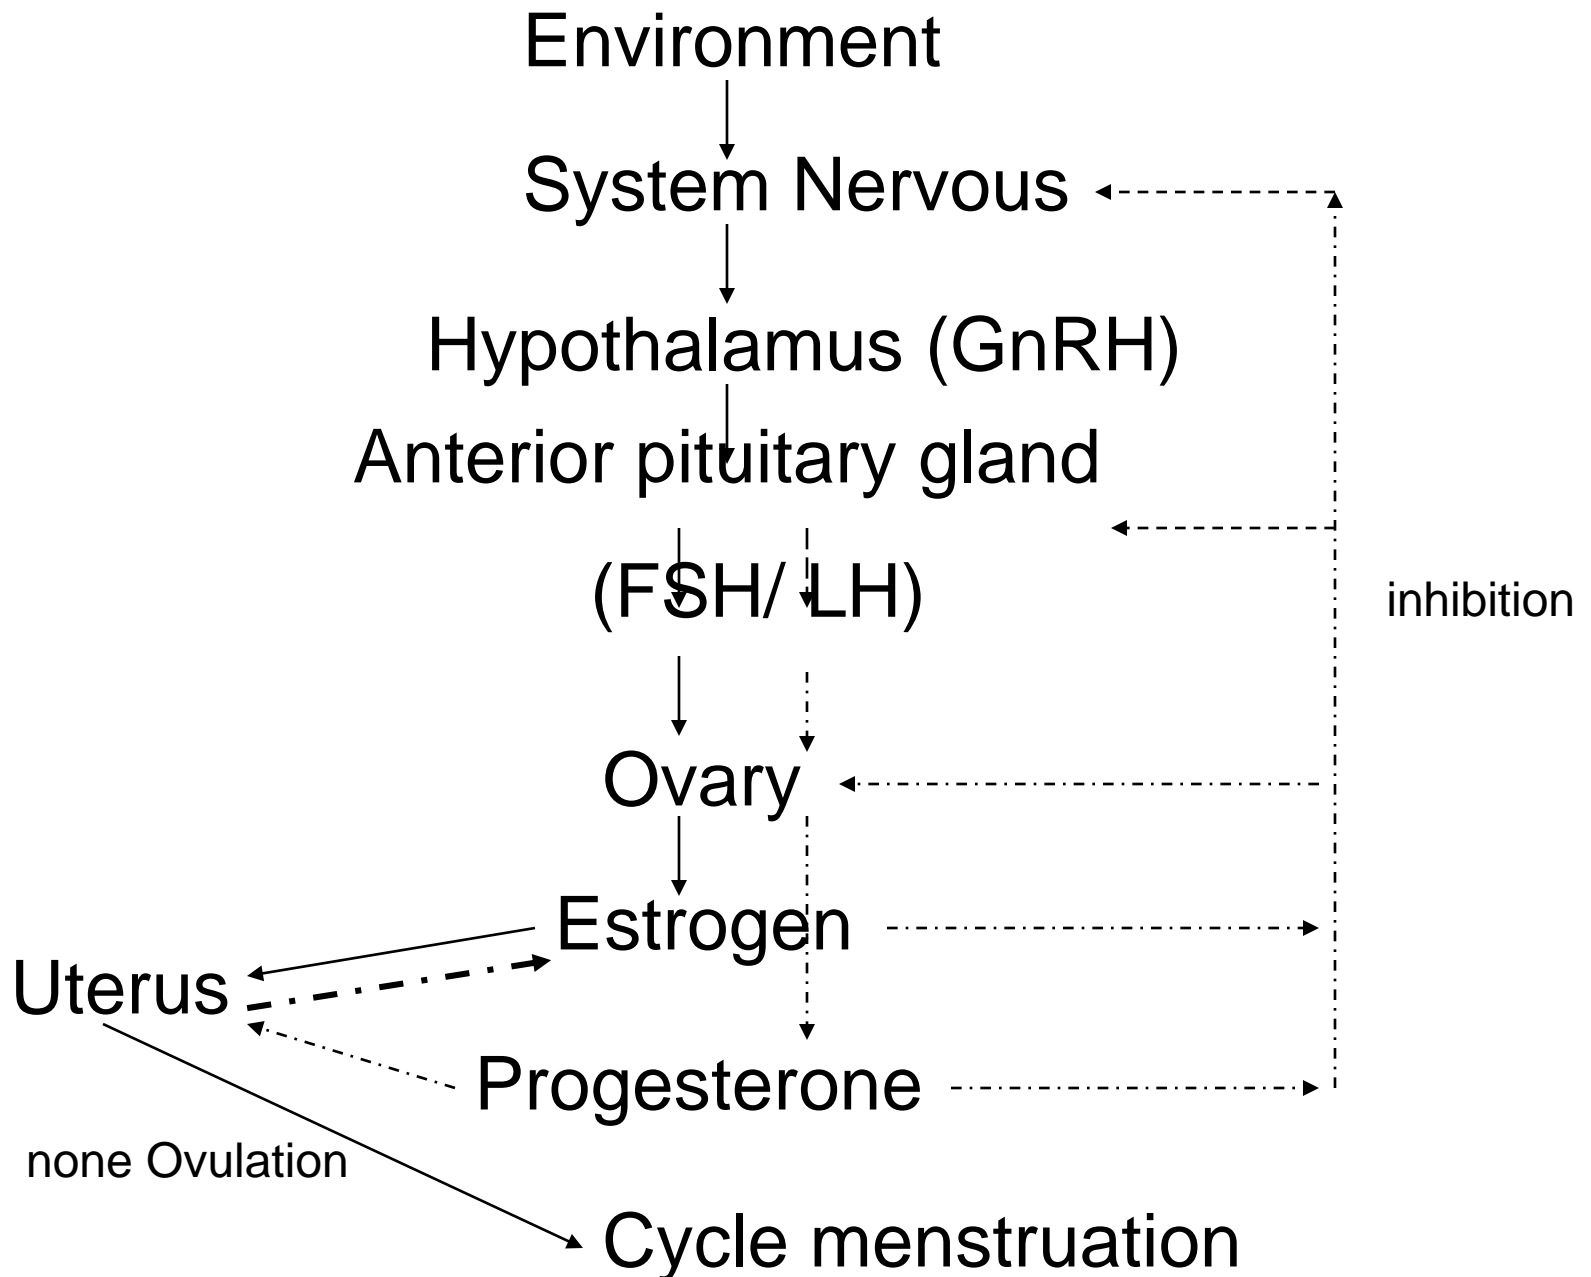 Environment
System Nervous
Hypothalamus (GnRH)
Anterior pituitary gland
(FSH/ LH)
inhibition
Ovary
Estrogen
Uterus
Progesterone
none Ovulation
Cycle menstruation